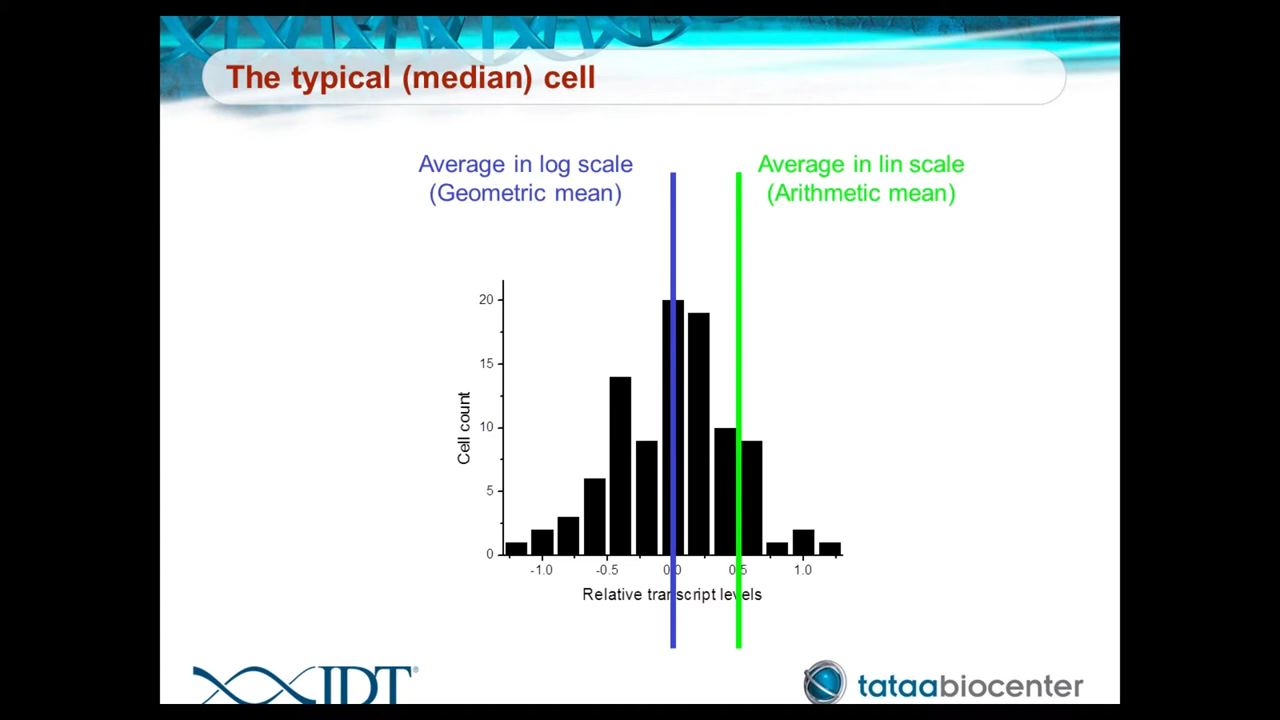 The typical (median) cell
Average in log scale
(Geometric mean)
Average in lin scale
(Arithmetic mean)
20
15
10
5
0
Cell count
-1.0
-0.5
0.0
0.5
1.0
Relative transcript levels
IDT®
tataabiocenter